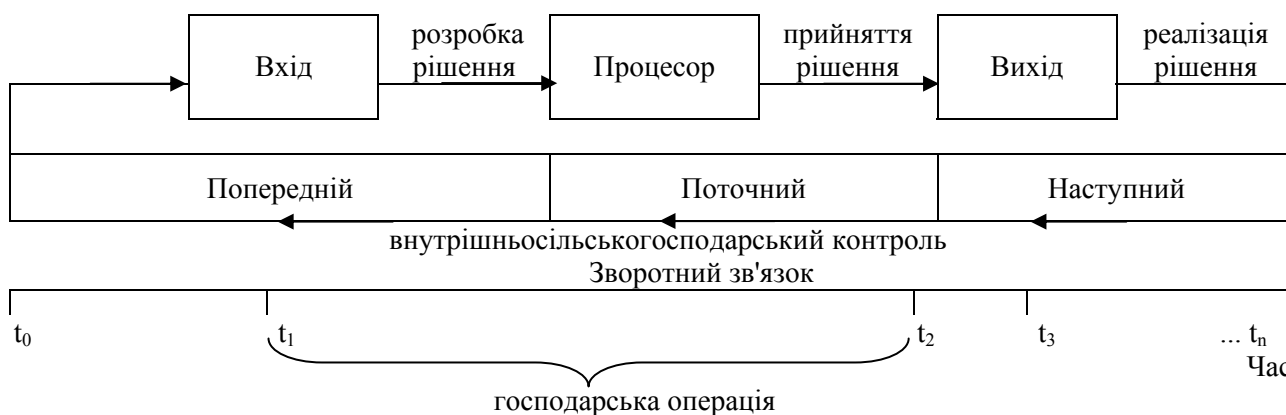 Вхід
розробка
рішення
Процесор
прийняття
рішення
Вихід
реалізація
рішення
Попередній
Поточний
Наступний
внутрішньосільськогосподарський контроль
Зворотний зв'язок
t0
t1
t2
t3
... tn
Час
господарська операція